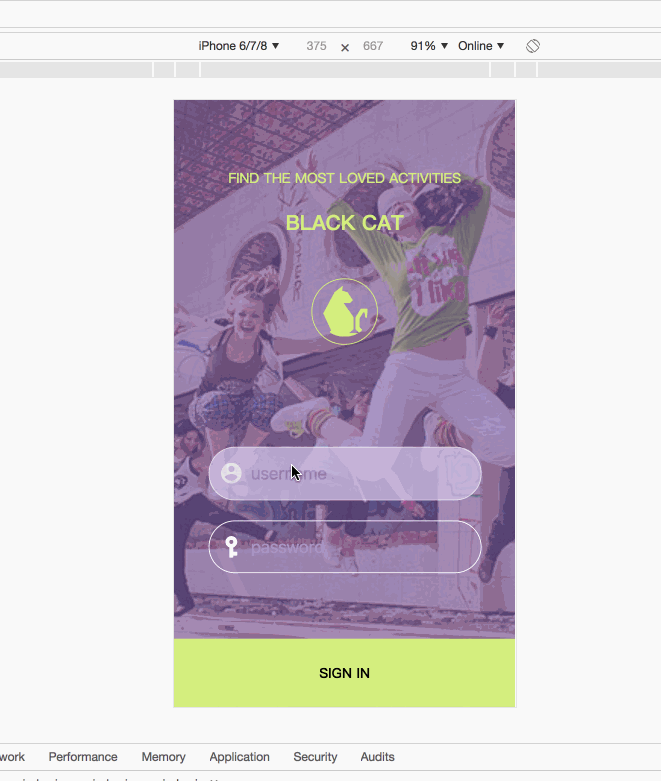 iPhone 6/7/8 ▼ 375 × 667 91% ▼ Online ▼
FIND THE MOST LOVED ACTIVITIES
BLACK CAT
username
password
SIGN IN
work Performance Memory Application Security Audits